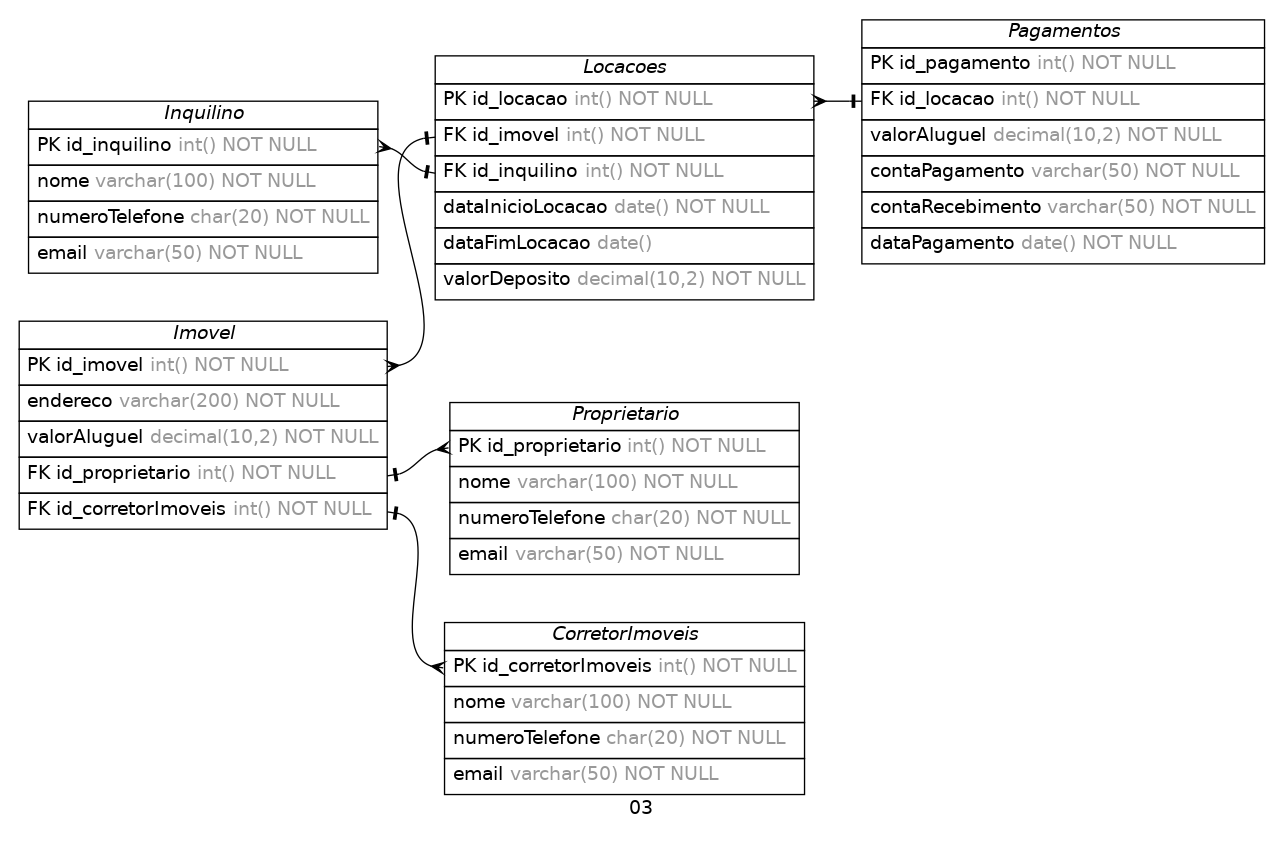 Inquilino
PK id_inquilino int() NOT NULL
nome varchar(100) NOT NULL
numeroTelefone char(20) NOT NULL
email varchar(50) NOT NULL
Locacoes
PK id_locacao int() NOT NULL
FK id_imovel int() NOT NULL
FK id_inquilino int() NOT NULL
dataInicioLocacao date() NOT NULL
dataFimLocacao date()
valorDeposito decimal(10,2) NOT NULL
Pagamentos
PK id_pagamento int() NOT NULL
FK id_locacao int() NOT NULL
valorAluguel decimal(10,2) NOT NULL
contaPagamento varchar(50) NOT NULL
contaRecebimento varchar(50) NOT NULL
dataPagamento date() NOT NULL
Imovel
PK id_imovel int() NOT NULL
endereco varchar(200) NOT NULL
valorAluguel decimal(10,2) NOT NULL
FK id_proprietario int() NOT NULL
FK id_corretorImoveis int() NOT NULL
Proprietario
PK id_proprietario int() NOT NULL
nome varchar(100) NOT NULL
numeroTelefone char(20) NOT NULL
email varchar(50) NOT NULL
CorretorImoveis
PK id_corretorImoveis int() NOT NULL
nome varchar(100) NOT NULL
numeroTelefone char(20) NOT NULL
email varchar(50) NOT NULL
03